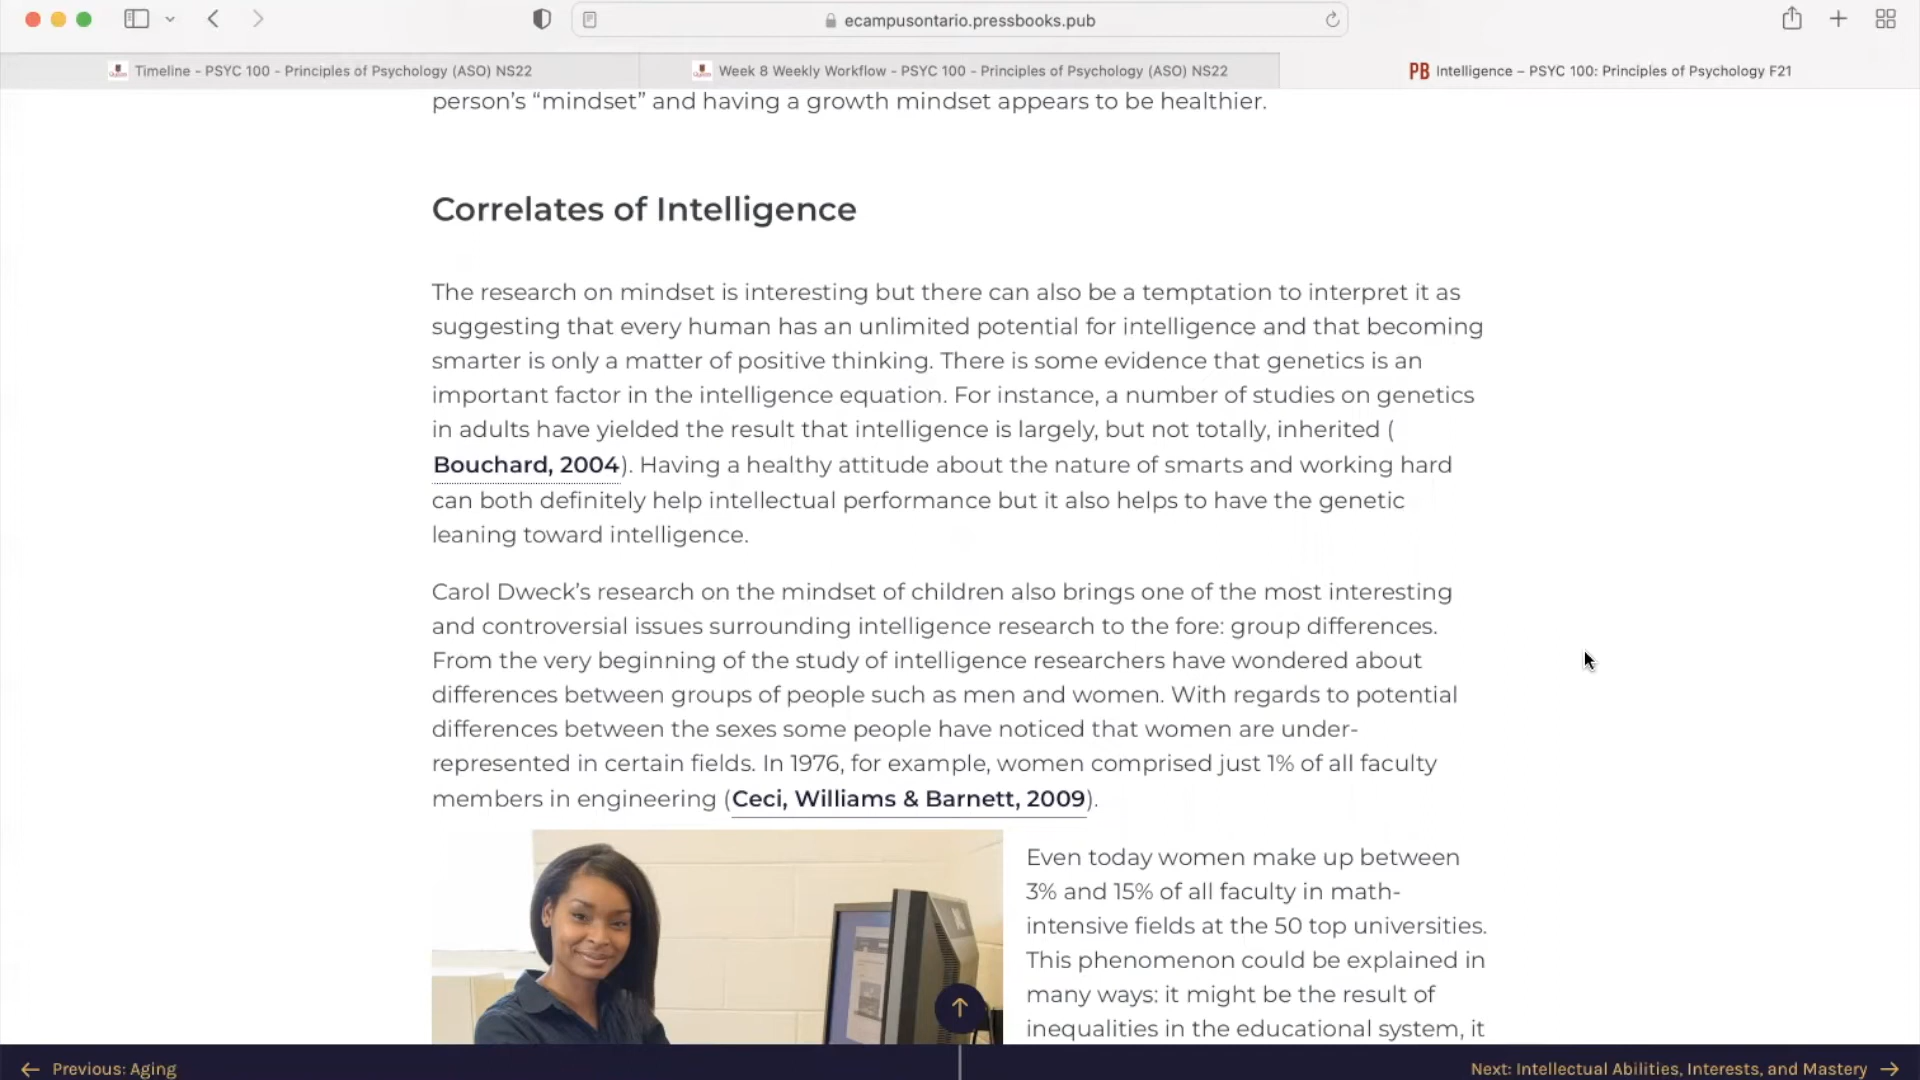 ecampusontario.pressbooks.pub
Timeline - PSYC 100 - Principles of Psychology (ASO) NS22
Week 8 Weekly Workflow - PSYC 100 - Principles of Psychology (ASO) NS22
PB Intelligence – PSYC 100: Principles of Psychology F21
person’s “mindset” and having a growth mindset appears to be healthier.
Correlates of Intelligence
The research on mindset is interesting but there can also be a temptation to interpret it as
suggesting that every human has an unlimited potential for intelligence and that becoming
smarter is only a matter of positive thinking. There is some evidence that genetics is an
important factor in the intelligence equation. For instance, a number of studies on genetics
in adults have yielded the result that intelligence is largely, but not totally, inherited (
Bouchard, 2004). Having a healthy attitude about the nature of smarts and working hard
can both definitely help intellectual performance but it also helps to have the genetic
leaning toward intelligence.
Carol Dweck’s research on the mindset of children also brings one of the most interesting
and controversial issues surrounding intelligence research to the fore: group differences.
From the very beginning of the study of intelligence researchers have wondered about
differences between groups of people such as men and women. With regards to potential
differences between the sexes some people have noticed that women are under-
represented in certain fields. In 1976, for example, women comprised just 1% of all faculty
members in engineering (Ceci, Williams & Barnett, 2009).
Even today women make up between
3% and 15% of all faculty in math-
intensive fields at the 50 top universities.
This phenomenon could be explained in
many ways: it might be the result of
inequalities in the educational system, it
← Previous: Aging
Next: Intellectual Abilities, Interests, and Mastery →